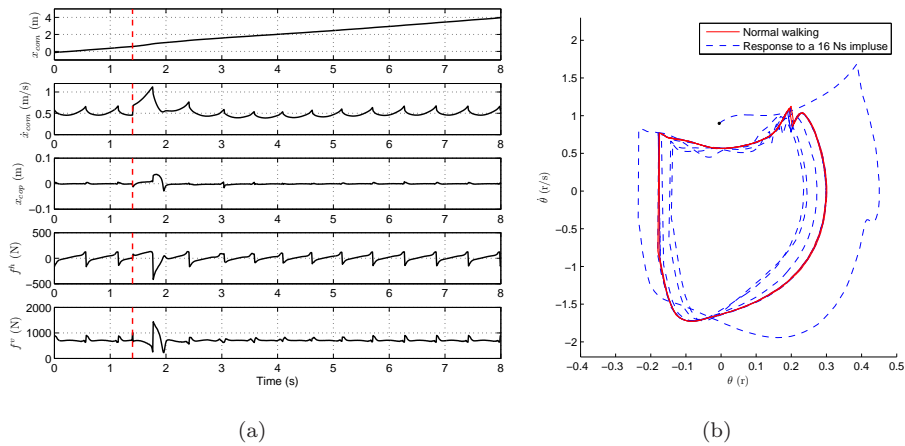 x_com (m)
4
2
0
0 1 2 3 4 5 6 7 8
ẋ_com (m/s)
1
0.5
0
0 1 2 3 4 5 6 7 8
x_cop (m)
0.1
0
−0.1
0 1 2 3 4 5 6 7 8
f^h (N)
500
0
−500
0 1 2 3 4 5 6 7 8
f^v (N)
2000
1000
0
0 1 2 3 4 5 6 7 8
Time (s)
(a)
Normal walking
Response to a 16 Ns impluse
θ̇ (r/s)
2
1.5
1
0.5
0
−0.5
−1
−1.5
−2
−0.4 −0.3 −0.2 −0.1 0 0.1 0.2 0.3 0.4 0.5
θ (r)
(b)